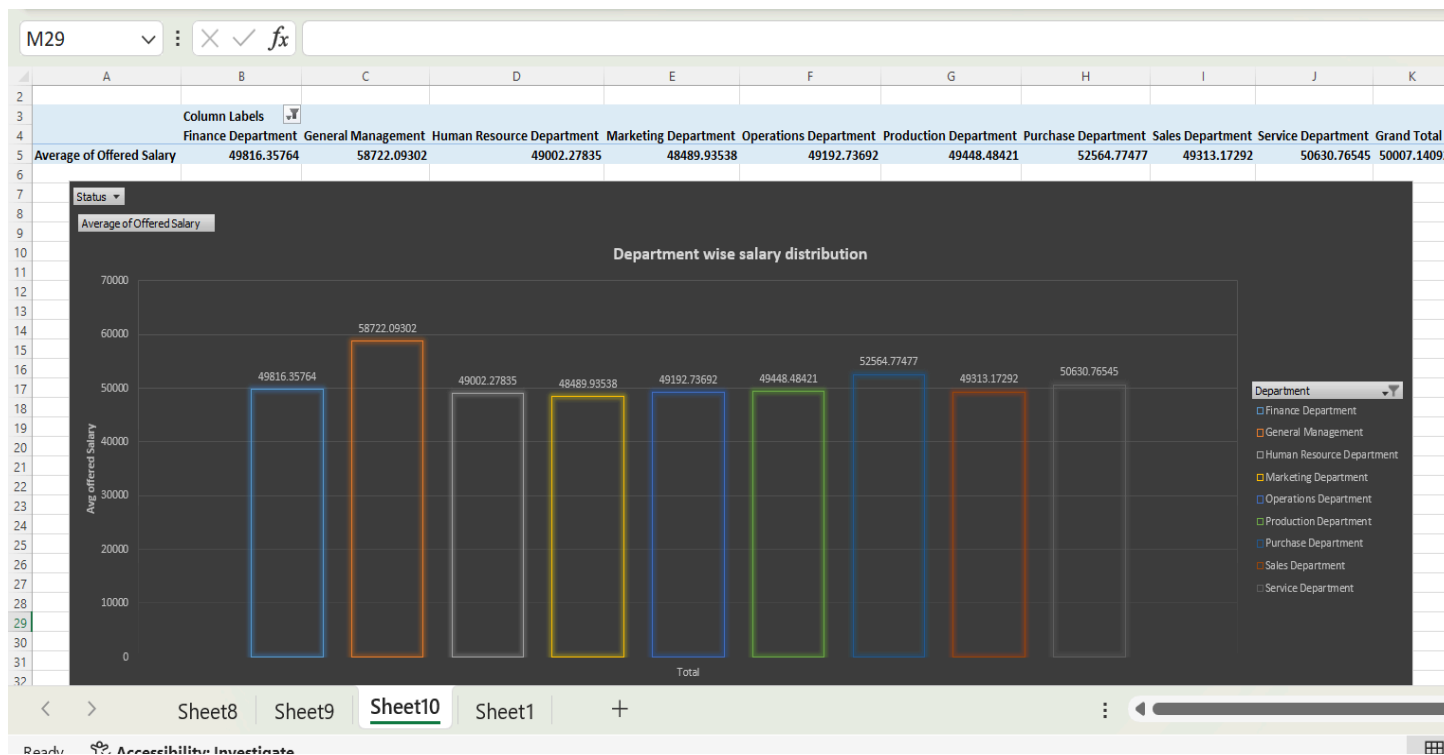 M29 fx
A B C D E F G H I J K
2
3 Column Labels
4 Finance Department General Management Human Resource Department Marketing Department Operations Department Production Department Purchase Department Sales Department Service Department Grand Total
5 Average of Offered Salary 49816.35764 58722.09302 49002.27835 48489.93538 49192.73692 49448.48421 52564.77477 49313.17292 50630.76545 50007.1409
6
7 Status
8 Average of Offered Salary
9
10 Department wise salary distribution
11
12
13
14
15
16
17
18
19
20
21
22
23
24
25
26
27
28
29
30
31
32
70000
60000
50000
40000
30000
20000
10000
0
Avg offered Salary
49816.35764
58722.09302
49002.27835
48489.93538
49192.73692
49448.48421
52564.77477
49313.17292
50630.76545
Total
Department
Finance Department
General Management
Human Resource Department
Marketing Department
Operations Department
Production Department
Purchase Department
Sales Department
Service Department
Sheet8 Sheet9 Sheet10 Sheet1 +
Ready Accessibility: Investigate